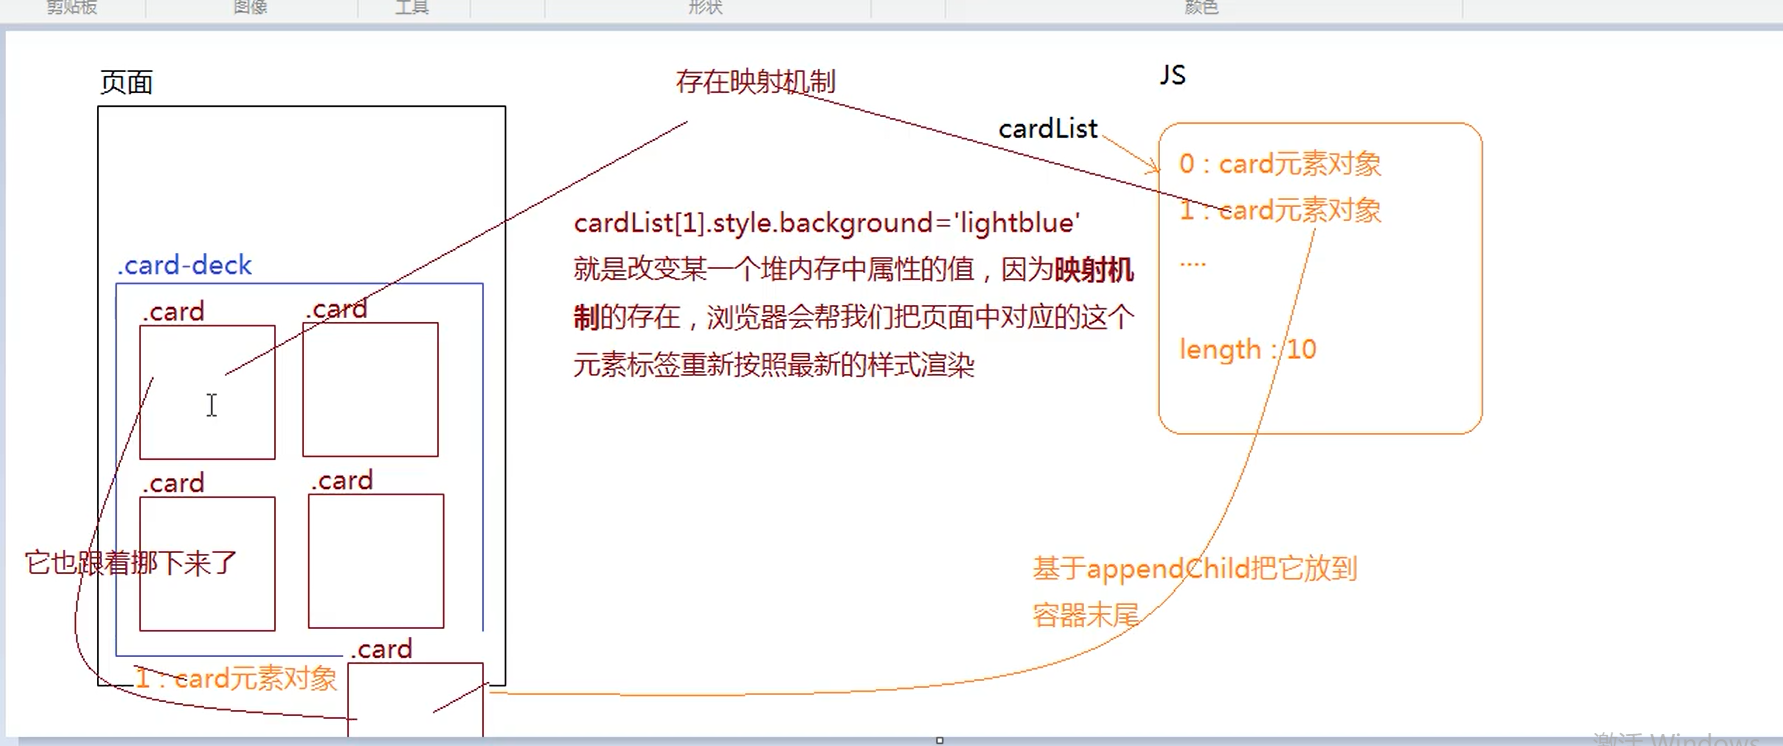 剪贴板
图像
工具
形状
颜色
页面
存在映射机制
JS
cardList
0：card元素对象
1：card元素对象
....
length：10
cardList[1].style.background='lightblue'
就是改变某一个堆内存中属性的值，因为映射机
制的存在，浏览器会帮我们把页面中对应的这个
元素标签重新按照最新的样式渲染
.card-deck
.card
.card
.card
.card
它也跟着挪下来了
基于appendChild把它放到
容器末尾
.card
1：card元素对象
激活 Windows